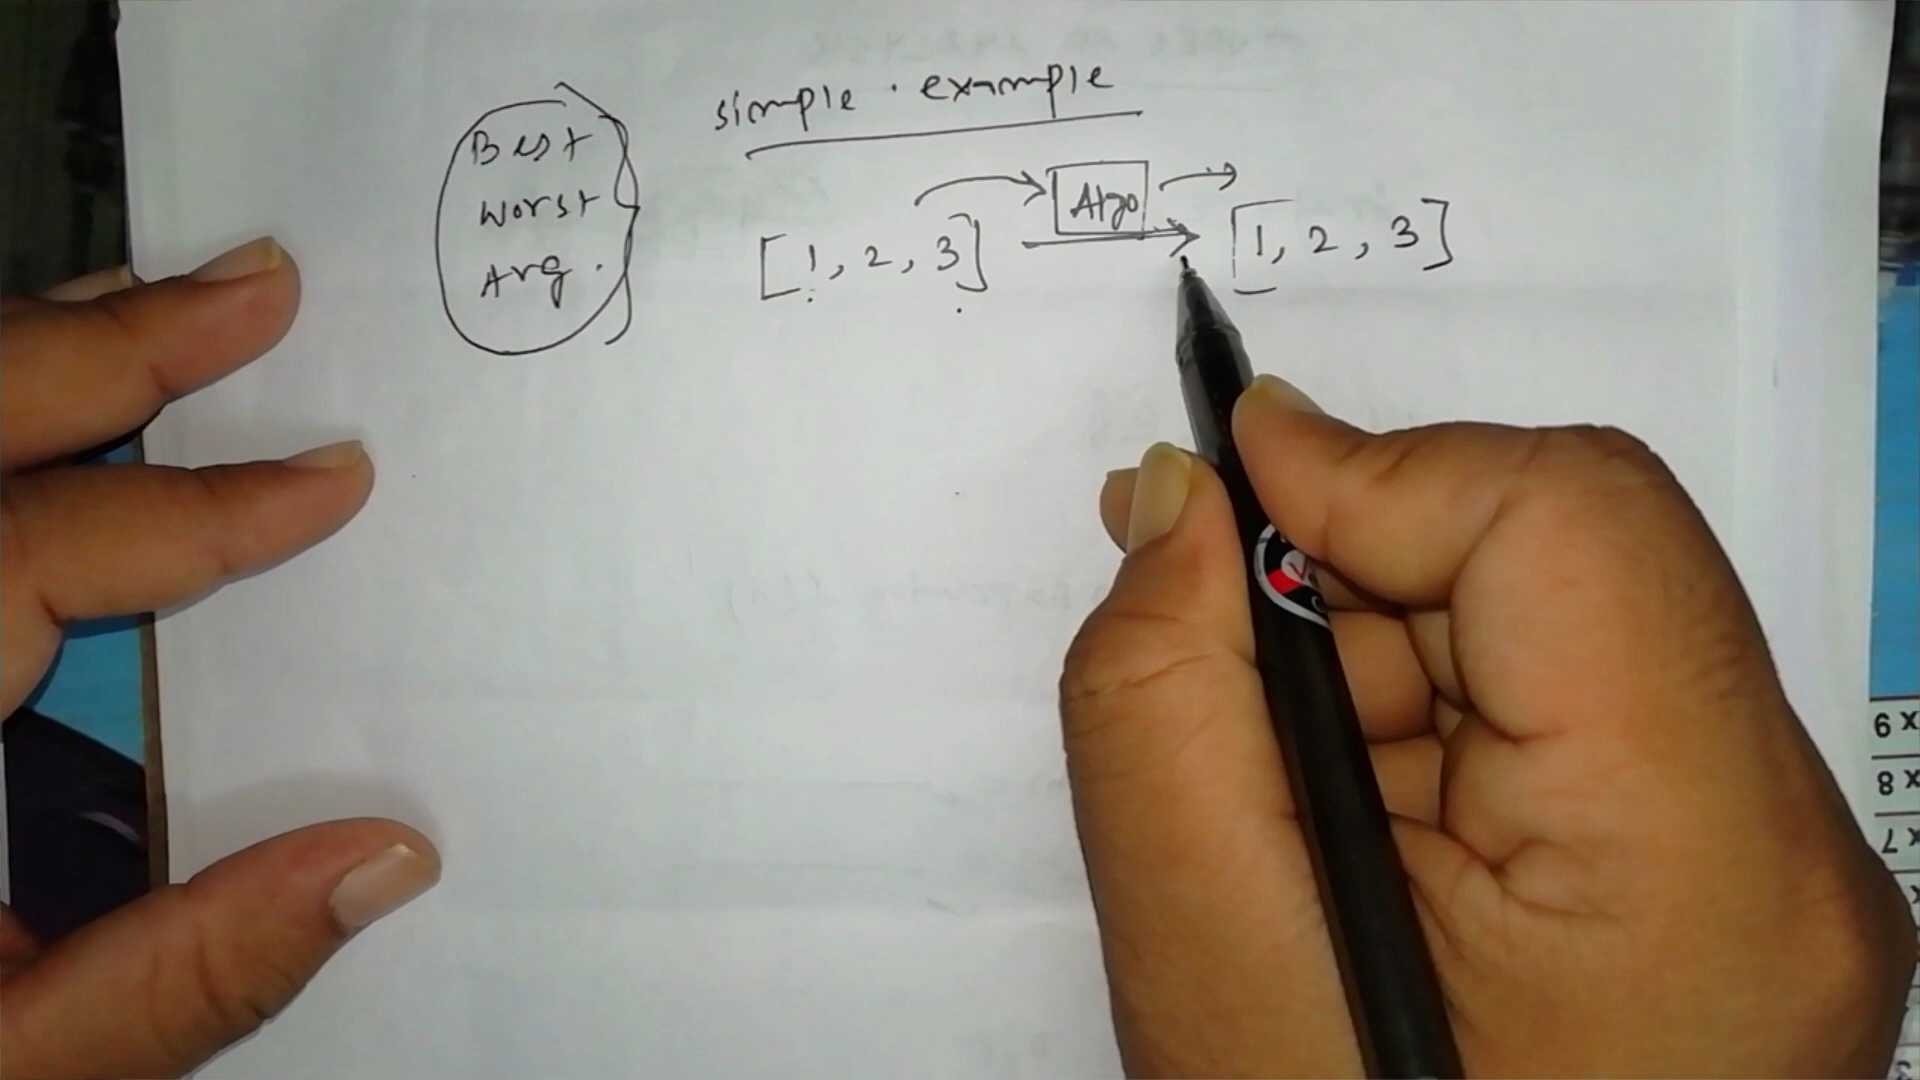 simple . example
Best
Worst
Avg.
Algo
[1, 2, 3]
[1, 2, 3]
6 x
8 x
7 x